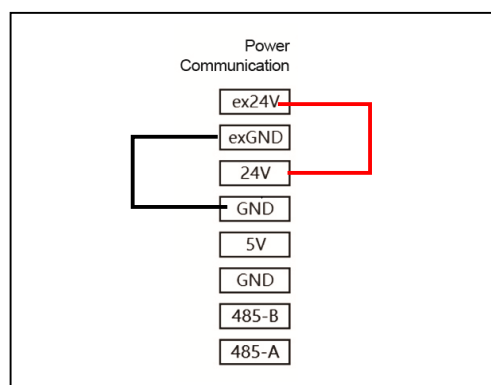 Power
Communication
ex24V
exGND
24V
GND
5V
GND
485-B
485-A